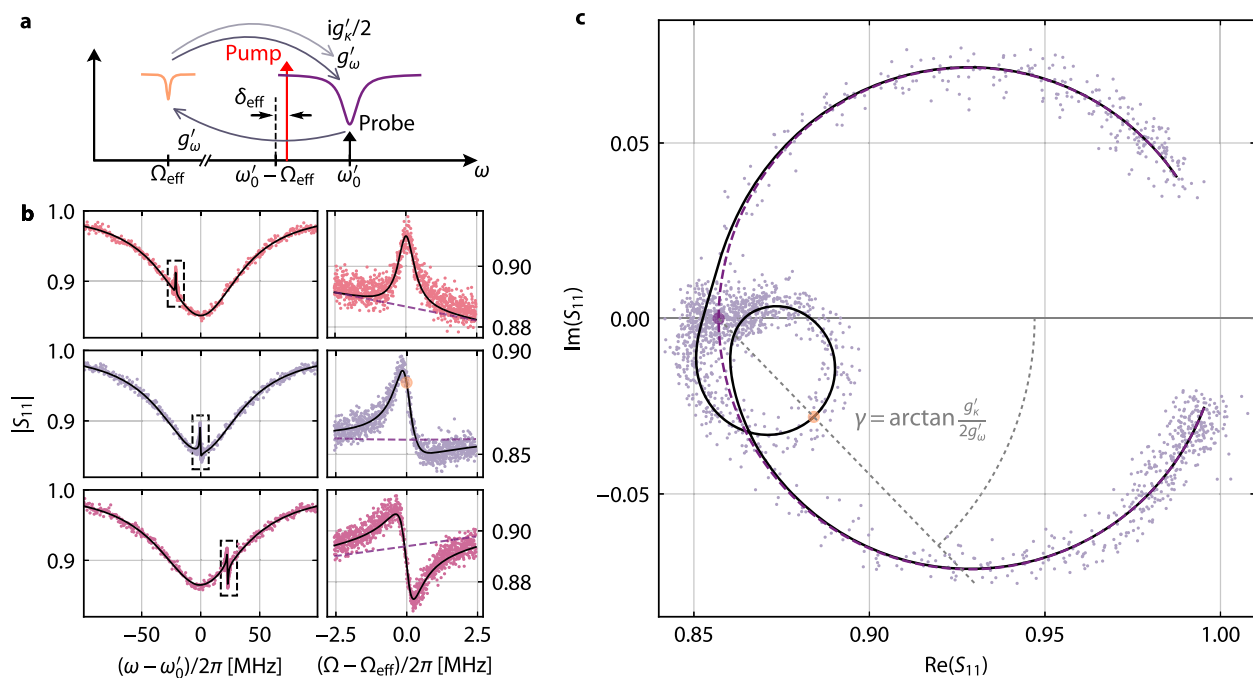 a
ig′κ/2
g′ω
Pump
δeff
Probe
g′ω
Ωeff
ω′0 − Ωeff
ω′0
ω
b
1.0
0.9
0.90
0.88
1.0
0.9
0.90
0.85
1.0
0.9
0.90
0.88
|S11|
−50 0 50
−2.5 0.0 2.5
(ω − ω′0)/2π [MHz]
(Ω − Ωeff)/2π [MHz]
c
0.05
0.00
−0.05
Im(S11)
γ = arctan g′κ/2g′ω
0.85 0.90 0.95 1.00
Re(S11)